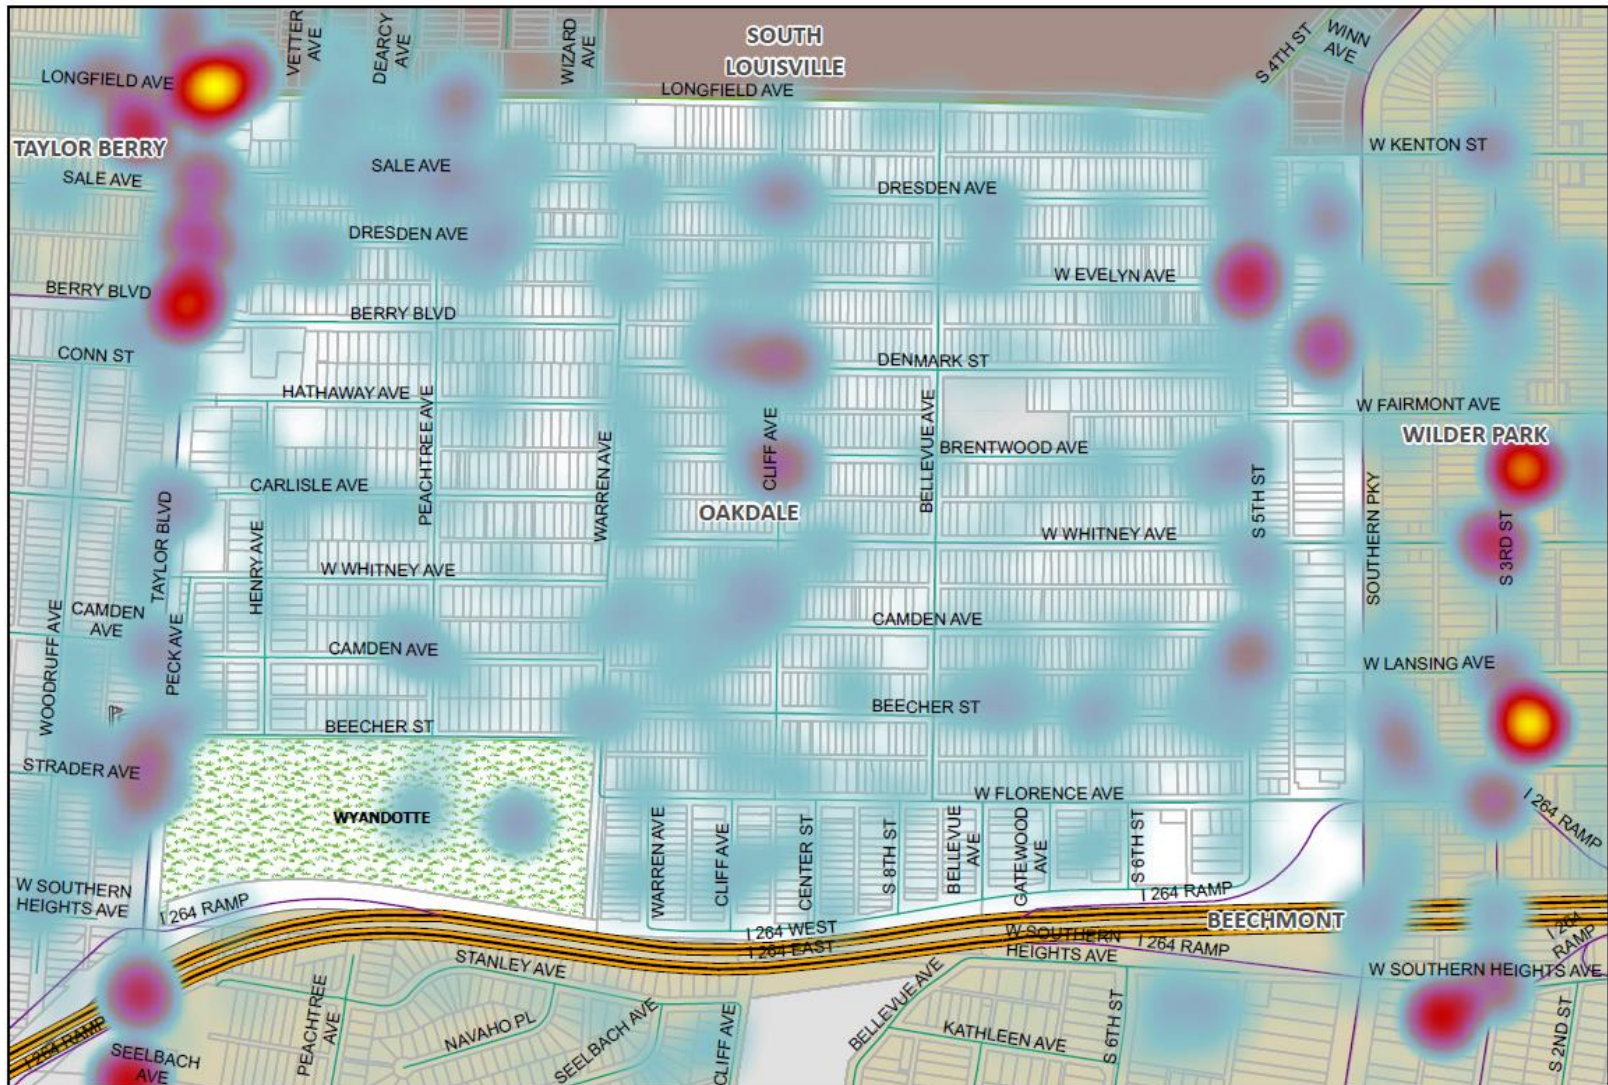 VETTER
AVE
DEARCY
AVE
WIZARD
AVE
SOUTH
LOUISVILLE
S 4TH ST
WINN
AVE
LONGFIELD AVE
LONGFIELD AVE
TAYLOR BERRY
W KENTON ST
SALE AVE
SALE AVE
DRESDEN AVE
DRESDEN AVE
W EVELYN AVE
BERRY BLVD
BERRY BLVD
CONN ST
DENMARK ST
HATHAWAY AVE
PEACHTREE AVE
CLIFF AVE
BELLEVUE AVE
W FAIRMONT AVE
WILDER PARK
BRENTWOOD AVE
WARREN AVE
CARLISLE AVE
OAKDALE
S 5TH ST
SOUTHERN PKY
TAYLOR BLVD
HENRY AVE
W WHITNEY AVE
S 3RD ST
W WHITNEY AVE
WOODRUFF AVE
CAMDEN
AVE
PECK AVE
CAMDEN AVE
CAMDEN AVE
W LANSING AVE
BEECHER ST
BEECHER ST
STRADER AVE
W FLORENCE AVE
WYANDOTTE
WARREN AVE
CLIFF AVE
CENTER ST
S 8TH ST
BELLEVUE
AVE
GATEWOOD
AVE
S 6TH ST
I 264 RAMP
W SOUTHERN
HEIGHTS AVE
I 264 RAMP
I 264 RAMP
I 264 WEST
I 264 EAST
BEECHMONT
W SOUTHERN
HEIGHTS AVE
I 264 RAMP
I 264
RAMP
W SOUTHERN HEIGHTS AVE
STANLEY AVE
PEACHTREE
AVE
NAVAHO PL
SEELBACH AVE
CLIFF AVE
BELLEVUE AVE
KATHLEEN AVE
S 6TH ST
S 2ND ST
I 264 RAMP
SEELBACH
AVE